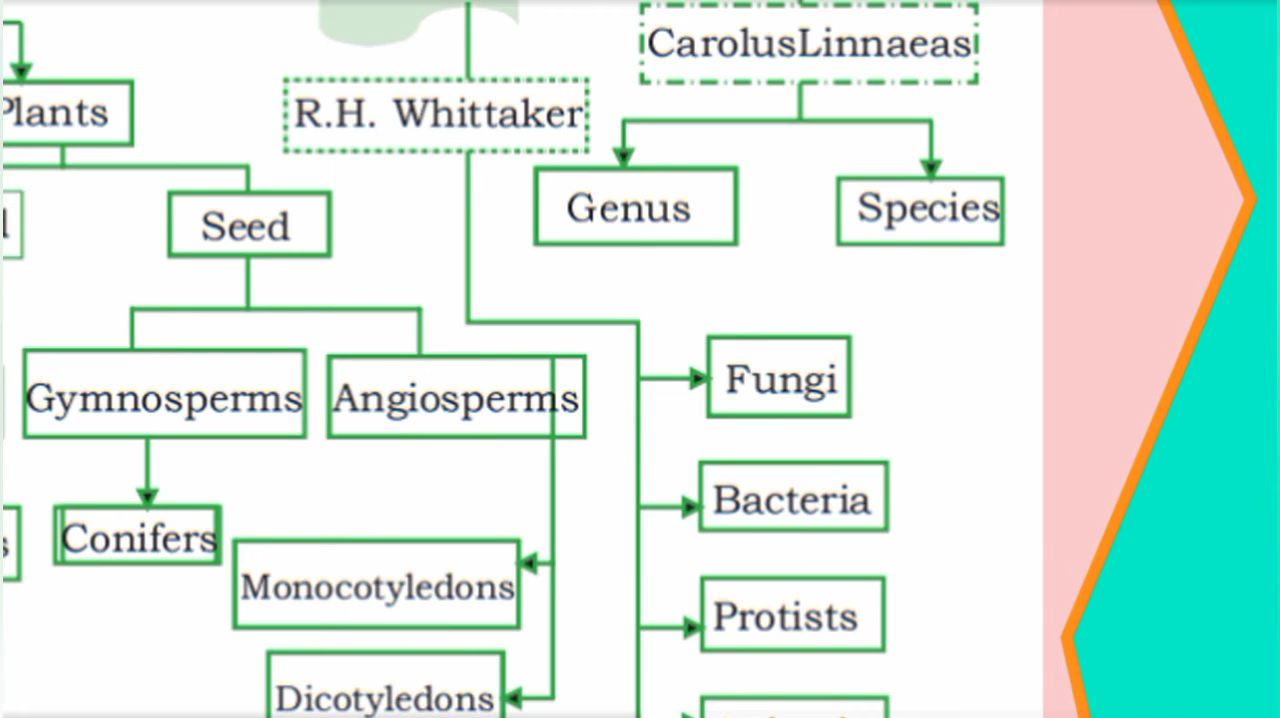 CarolusLinnaeas
Plants
R.H. Whittaker
Genus
Species
Seed
Gymnosperms
Angiosperms
Fungi
Bacteria
Conifers
Monocotyledons
Protists
Dicotyledons